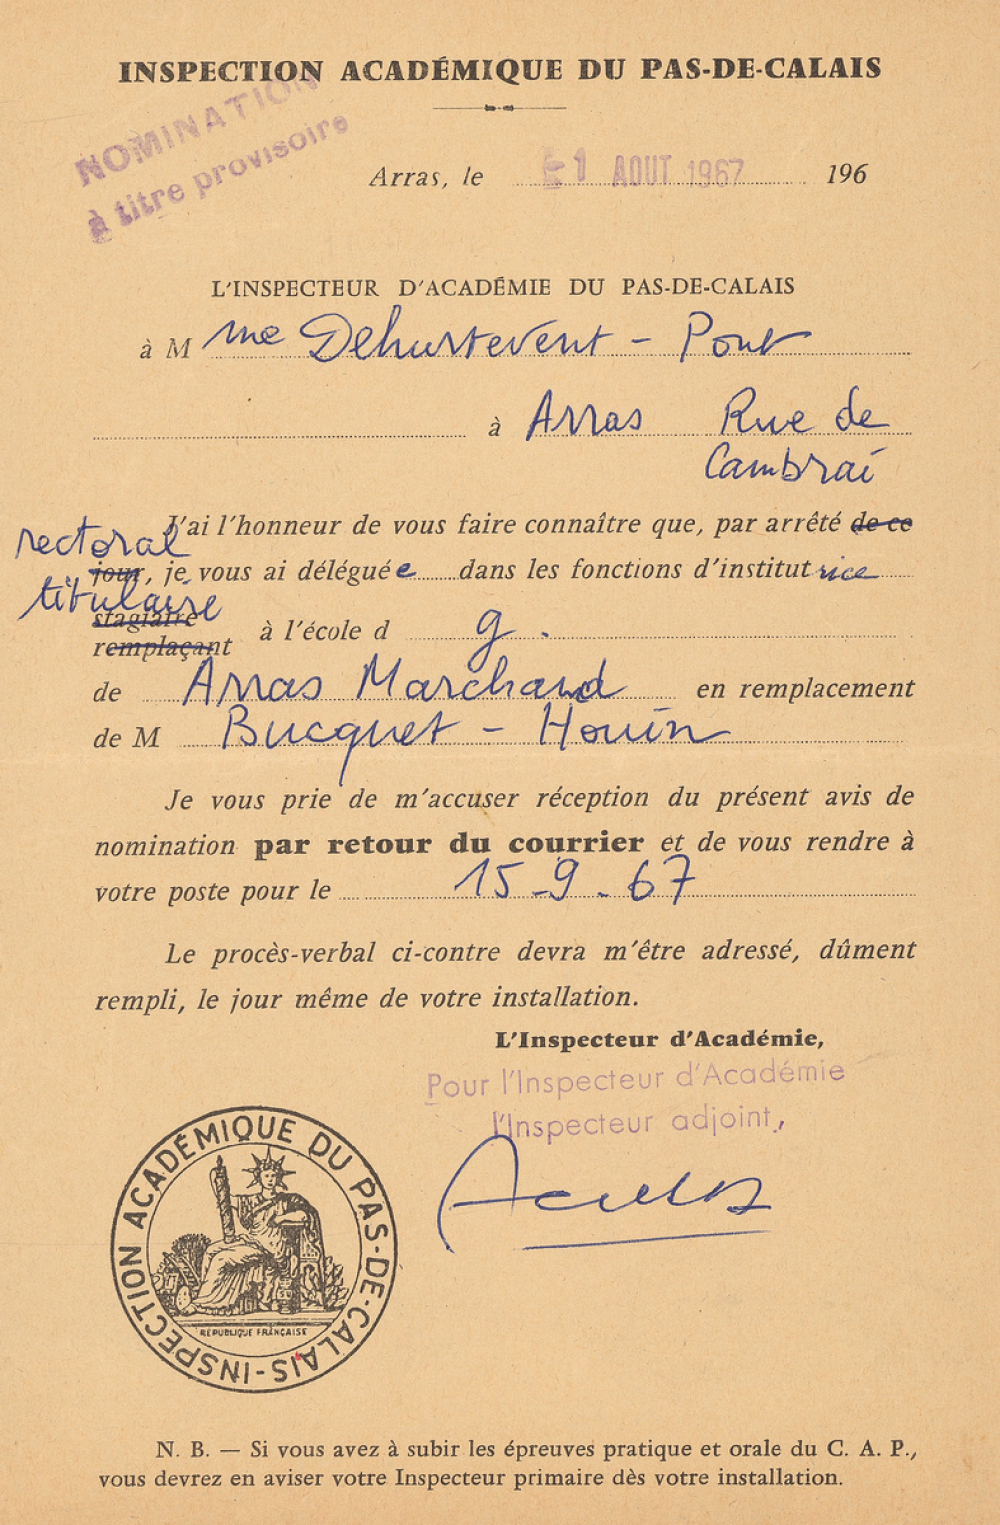 INSPECTION ACADÉMIQUE DU PAS-DE-CALAIS
NOMINATION
à titre provisoire
Arras, le 1 AOUT 1967 196
L'INSPECTEUR D'ACADÉMIE DU PAS-DE-CALAIS
à M me Dehurtevent - Pont
à Arras Rue de
Cambrai
J'ai l'honneur de vous faire connaître que, par arrêté de ce
rectoral
jour, je vous ai déléguée dans les fonctions d'institutrice
titulaire
stagiaire
remplaçant à l'école d g.
de Arras Marchand en remplacement
de M Bucquet - Houin
Je vous prie de m'accuser réception du présent avis de
nomination par retour du courrier et de vous rendre à
votre poste pour le 15-9-67
Le procès-verbal ci-contre devra m'être adressé, dûment
rempli, le jour même de votre installation.
L'Inspecteur d'Académie,
Pour l'Inspecteur d'Académie
l'Inspecteur adjoint,
INSPECTION ACADÉMIQUE DU PAS-DE-CALAIS-
RÉPUBLIQUE FRANÇAISE
N. B. — Si vous avez à subir les épreuves pratique et orale du C. A. P.,
vous devrez en aviser votre Inspecteur primaire dès votre installation.